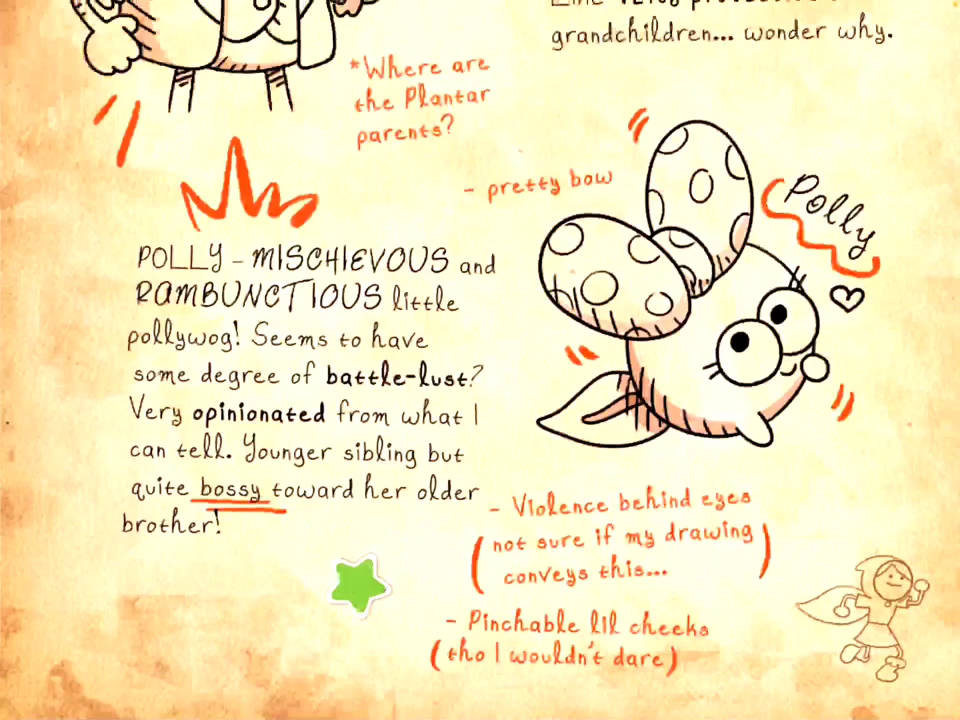 grandchildren... wonder why.
*Where are
the Plantar
parents?
- pretty bow
Polly
POLLY - MISCHIEVOUS and
RAMBUNCTIOUS little
pollywog! Seems to have
some degree of battle-lust?
Very opinionated from what I
can tell. Younger sibling but
quite bossy toward her older
brother!
- Violence behind eyes
(not sure if my drawing
conveys this...)
- Pinchable lil cheeks
(tho I wouldn't dare)